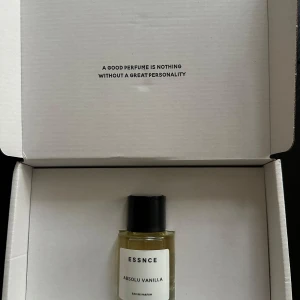 A GOOD PERFUME IS NOTHING
WITHOUT A GREAT PERSONALITY
ESSNCE
ABSOLU VANILLA